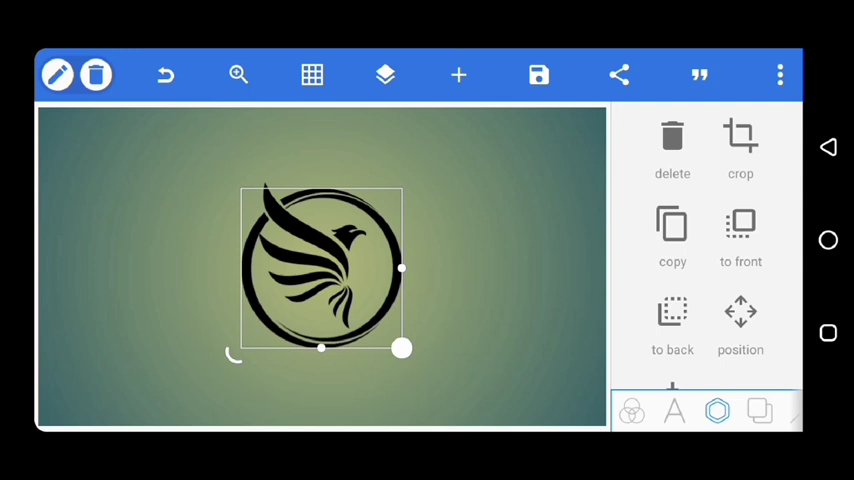 delete
crop
copy
to front
to back
position